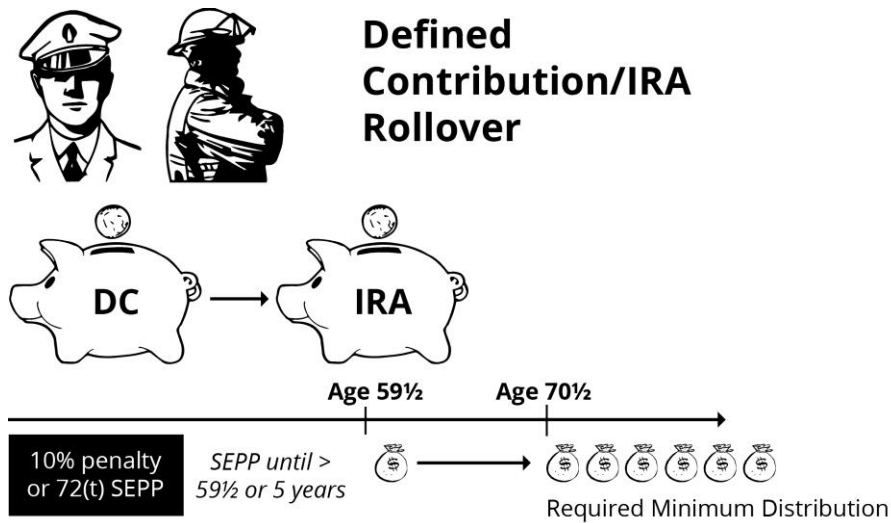 Defined
Contribution/IRA
Rollover
DC
IRA
Age 59½
Age 70½
10% penalty
or 72(t) SEPP
SEPP until >
59½ or 5 years
$
$ $ $ $ $ $
Required Minimum Distribution